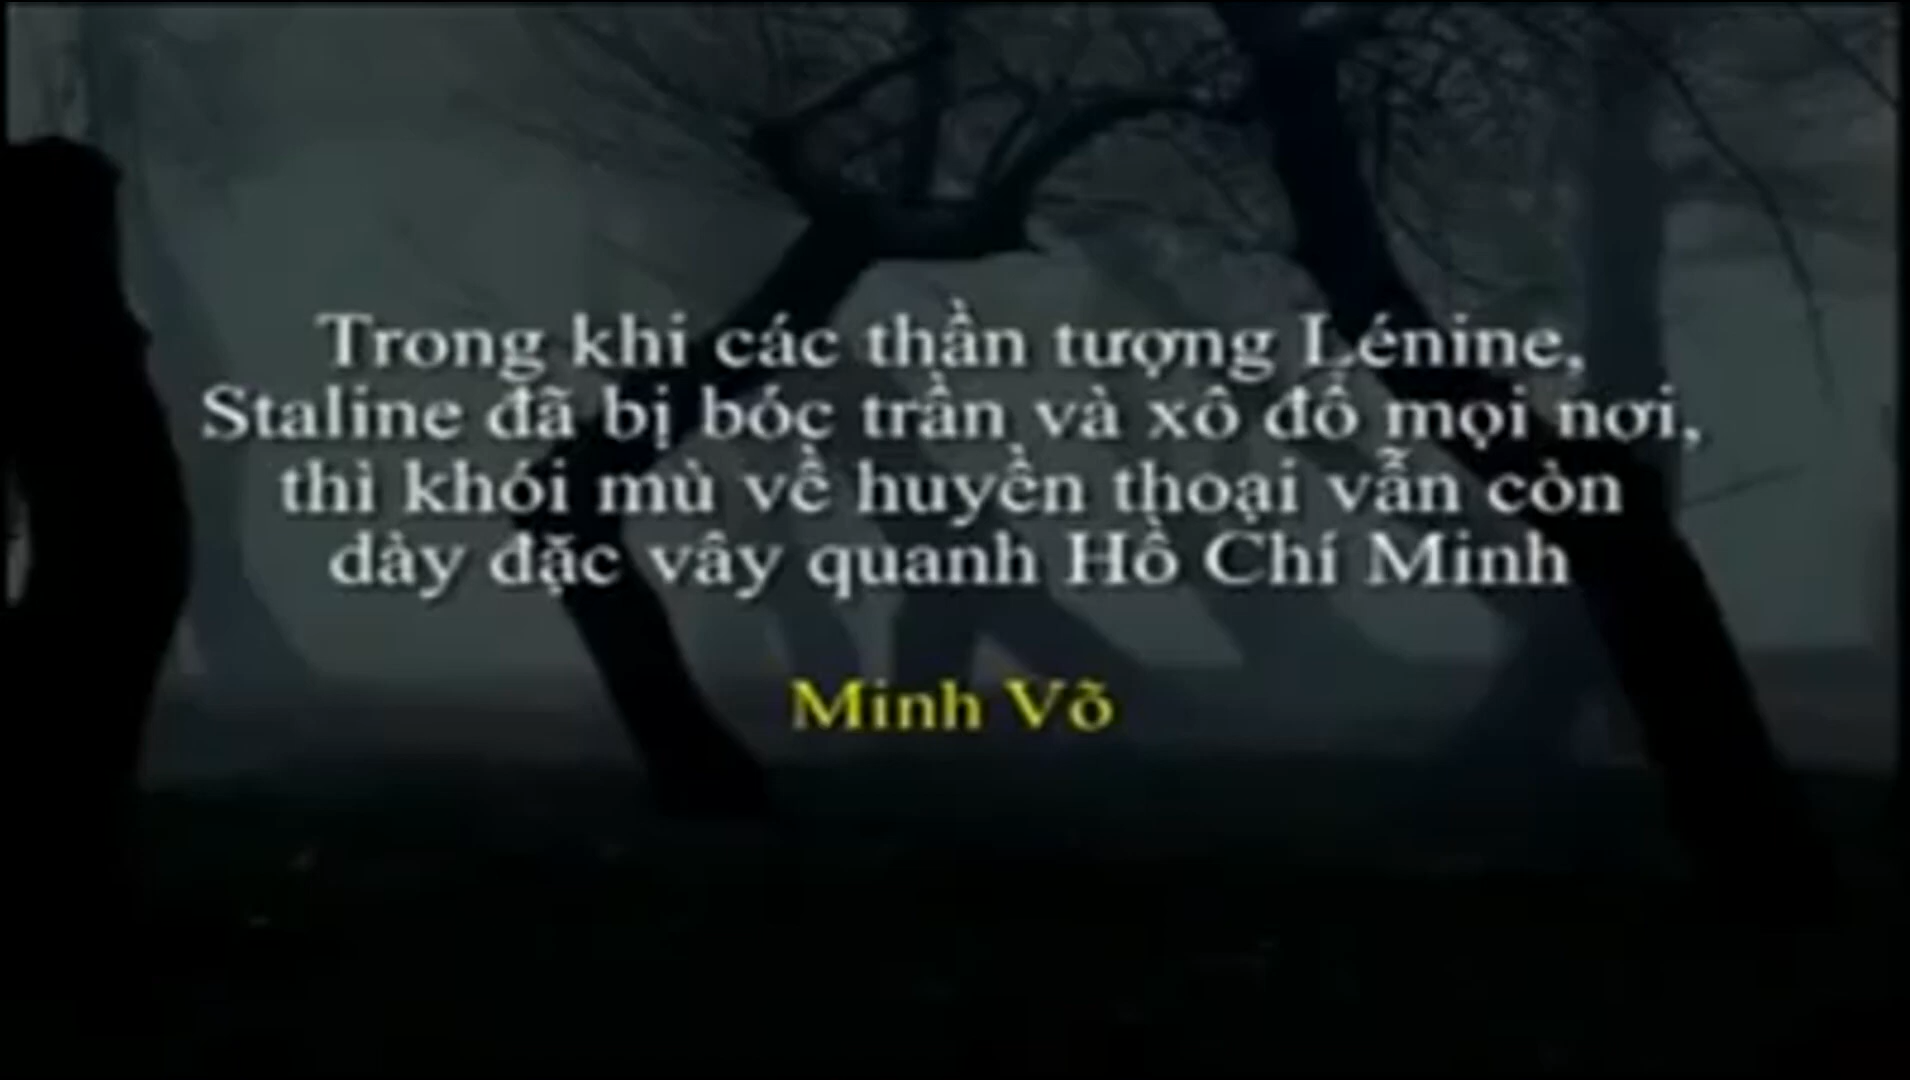 Trong khi các thần tượng Lénine,
Staline đã bị bóc trần và xô đổ mọi nơi,
thì khói mù về huyền thoại vẫn còn
dày đặc vây quanh Hồ Chí Minh
Minh Võ